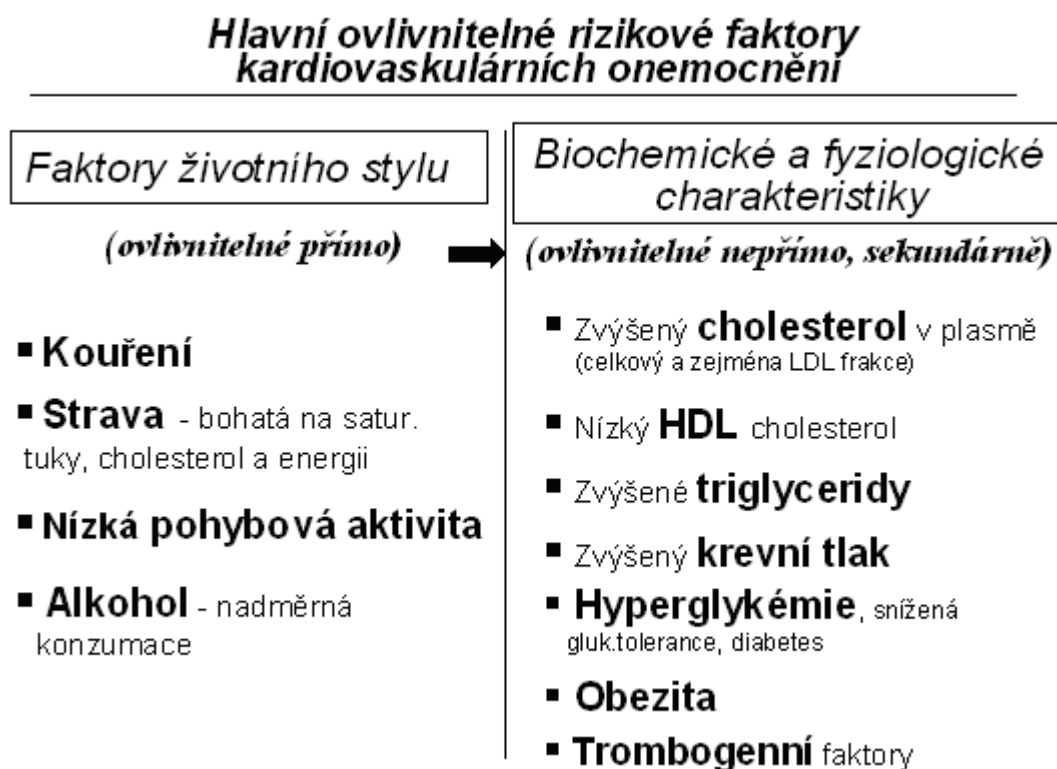 Hlavní ovlivnitelné rizikové faktory
kardiovaskulárních onemocnění
Faktory životního stylu
(ovlivnitelné přímo)
▪ Kouření
▪ Strava - bohatá na satur.
tuky, cholesterol a energii
▪ Nízká pohybová aktivita
▪ Alkohol - nadměrná
konzumace
Biochemické a fyziologické
charakteristiky
(ovlivnitelné nepřímo, sekundárně)
▪ Zvýšený cholesterol v plasmě
(celkový a zejména LDL frakce)
▪ Nízký HDL cholesterol
▪ Zvýšené triglyceridy
▪ Zvýšený krevní tlak
▪ Hyperglykémie, snížená
gluk.tolerance, diabetes
▪ Obezita
▪ Trombogenní faktory